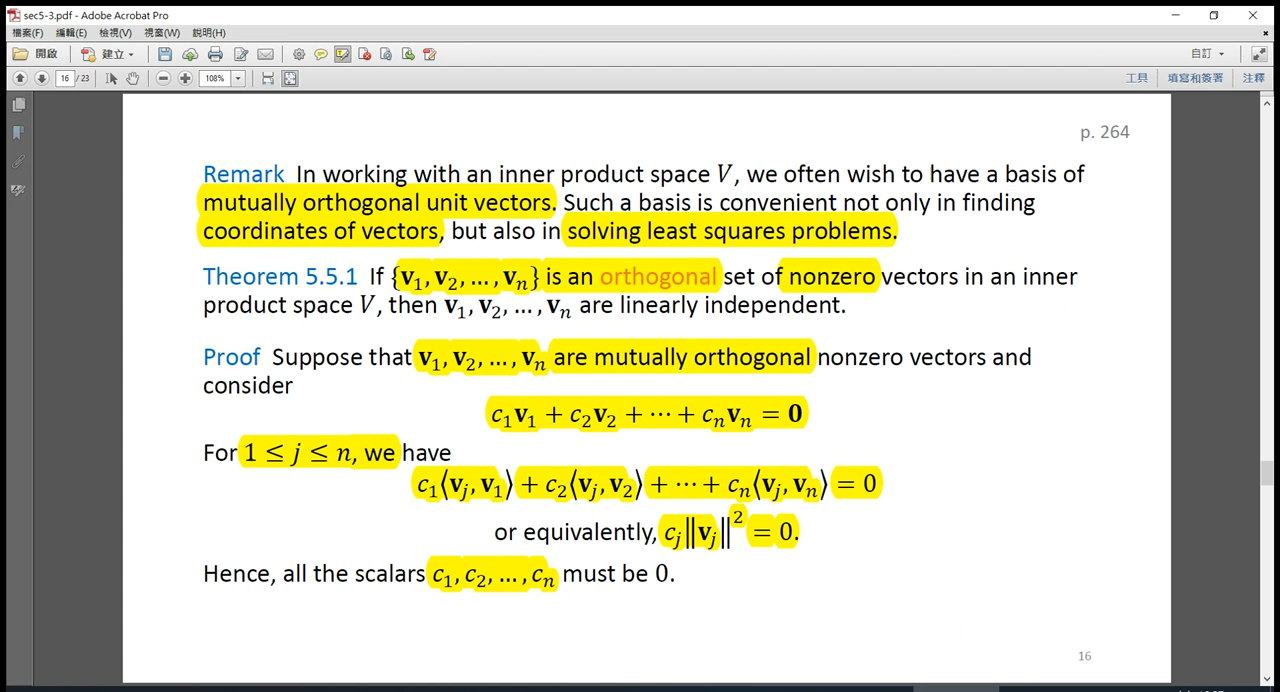 sec5-3.pdf - Adobe Acrobat Pro
檔案(F) 編輯(E) 檢視(V) 視窗(W) 說明(H)
開啟 建立 自訂
16 / 23 108% 工具 填寫和簽署 注釋
p. 264
Remark In working with an inner product space V, we often wish to have a basis of
mutually orthogonal unit vectors. Such a basis is convenient not only in finding
coordinates of vectors, but also in solving least squares problems.
Theorem 5.5.1 If {v₁, v₂, …, vₙ} is an orthogonal set of nonzero vectors in an inner
product space V, then v₁, v₂, …, vₙ are linearly independent.
Proof Suppose that v₁, v₂, …, vₙ are mutually orthogonal nonzero vectors and
consider
c₁v₁ + c₂v₂ + ⋯ + cₙvₙ = 0
For 1 ≤ j ≤ n, we have
c₁⟨vⱼ, v₁⟩ + c₂⟨vⱼ, v₂⟩ + ⋯ + cₙ⟨vⱼ, vₙ⟩ = 0
or equivalently, cⱼ‖vⱼ‖² = 0.
Hence, all the scalars c₁, c₂, …, cₙ must be 0.
16